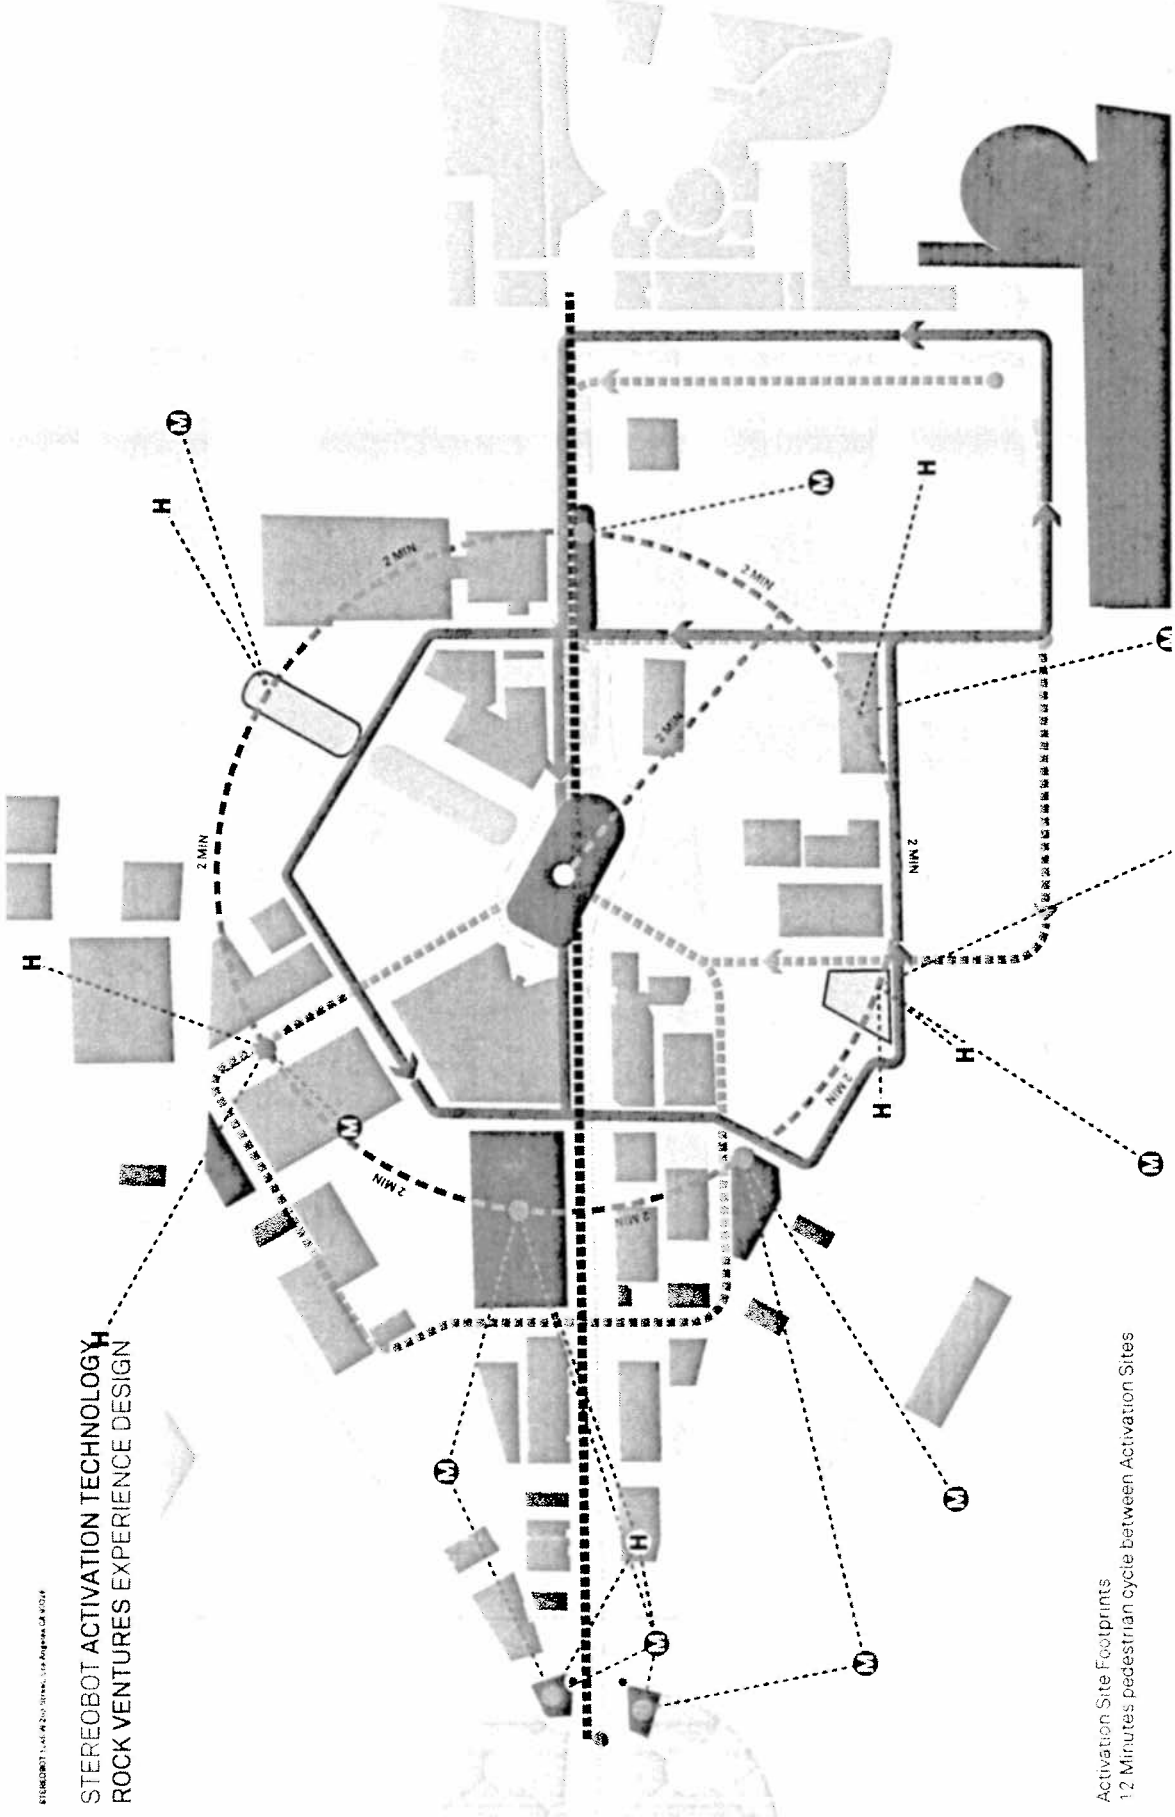 STEREOBOT ACTIVATION TECHNOLOGY
ROCK VENTURES EXPERIENCE DESIGN
Activation Site Footprints
12 Minutes pedestrian cycle between Activation Sites
H
H
M
M
M
M
H
H
M
M
H
M
H
M
M
H
H
M
2 MIN
2 MIN
2 MIN
2 MIN
2 MIN
2 MIN
2 MIN
2 MIN